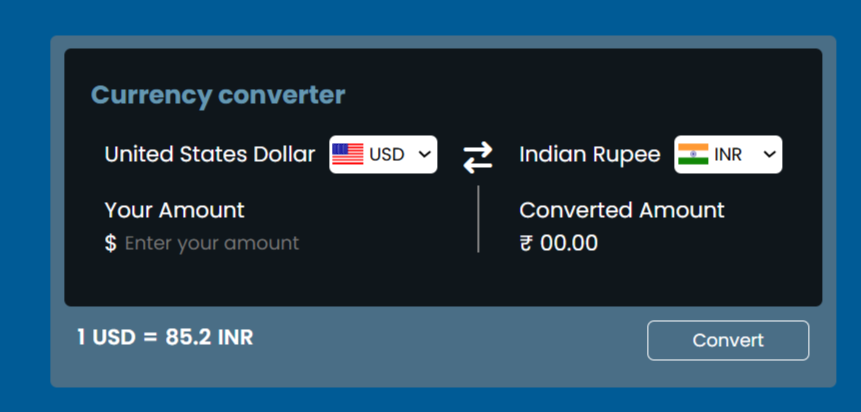 Currency converter
United States Dollar USD Indian Rupee INR
Your Amount Converted Amount
$ Enter your amount ₹ 00.00
1 USD = 85.2 INR Convert